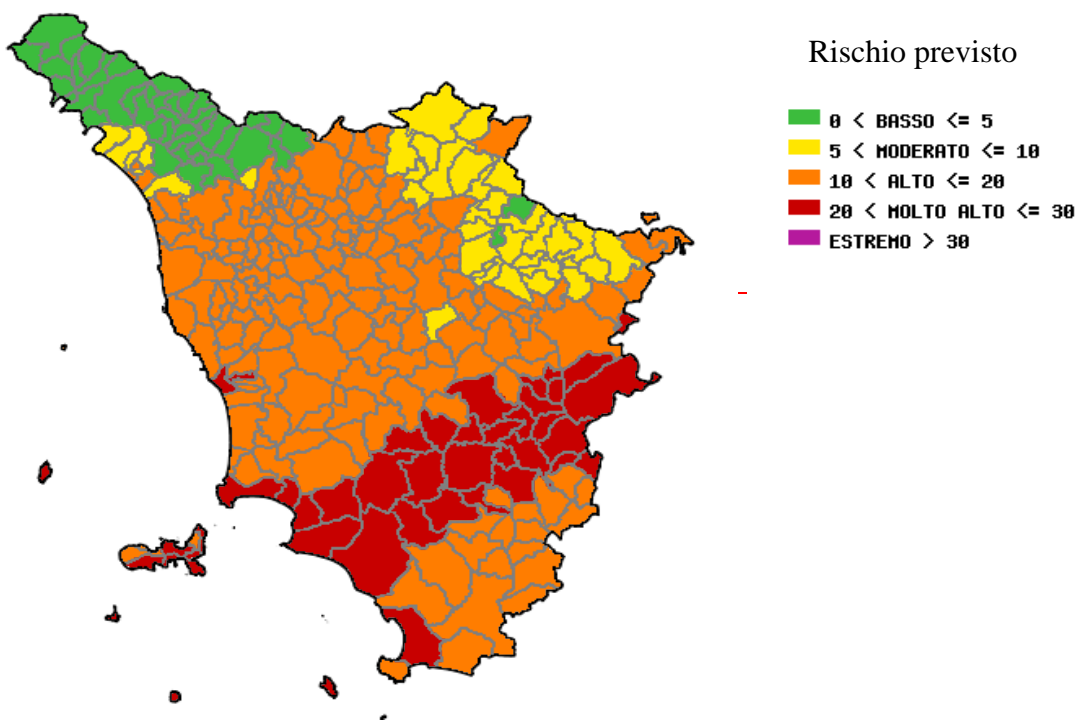 Rischio previsto
0 < BASSO <= 5
5 < MODERATO <= 10
10 < ALTO <= 20
20 < MOLTO ALTO <= 30
ESTREMO > 30